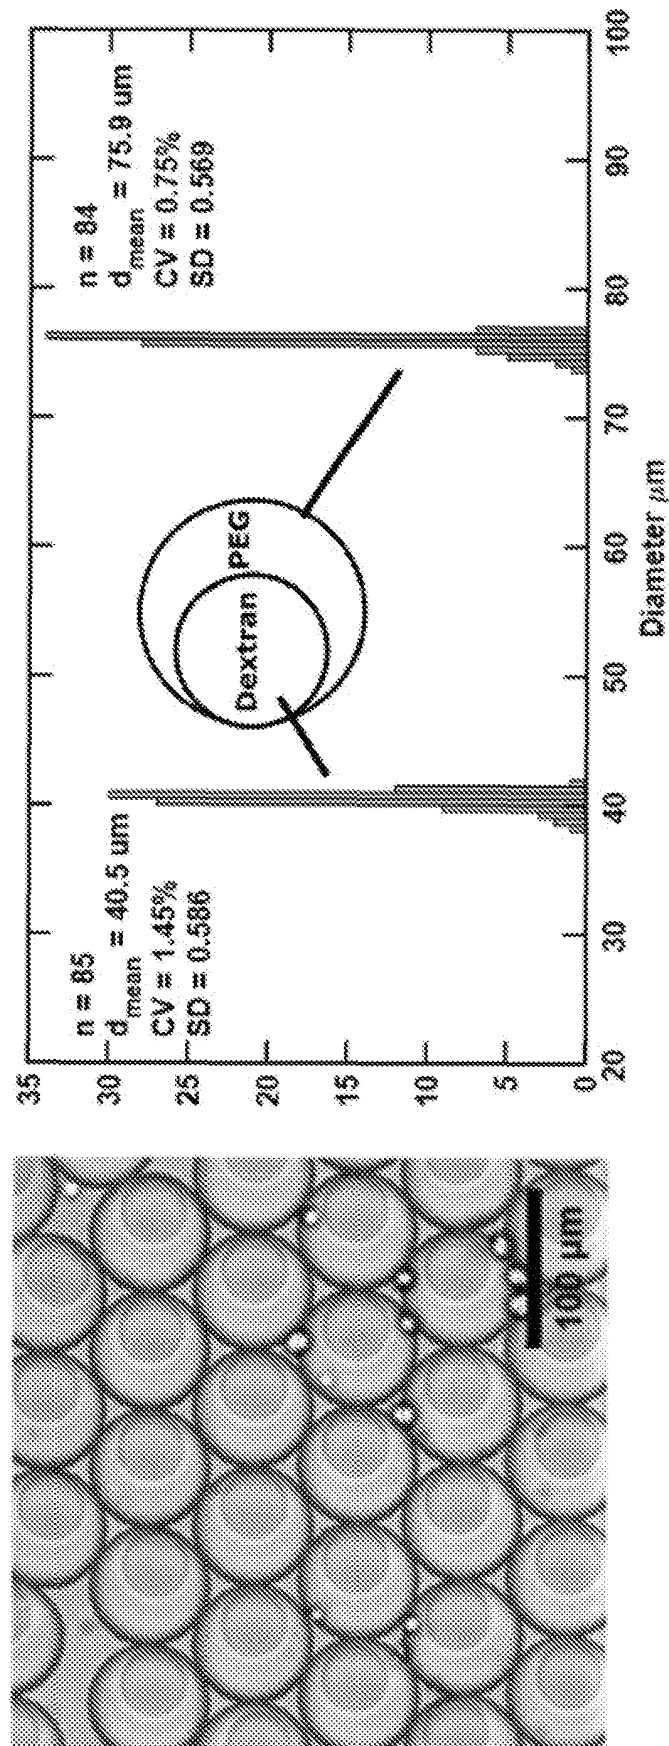 100 µm
35
30
25
20
15
10
5
0
n = 85
d mean = 40.5 um
CV = 1.45%
SD = 0.586
Dextran PEG
n = 84
d mean = 75.9 um
CV = 0.75%
SD = 0.569
20 30 40 50 60 70 80 90 100
Diameter µm